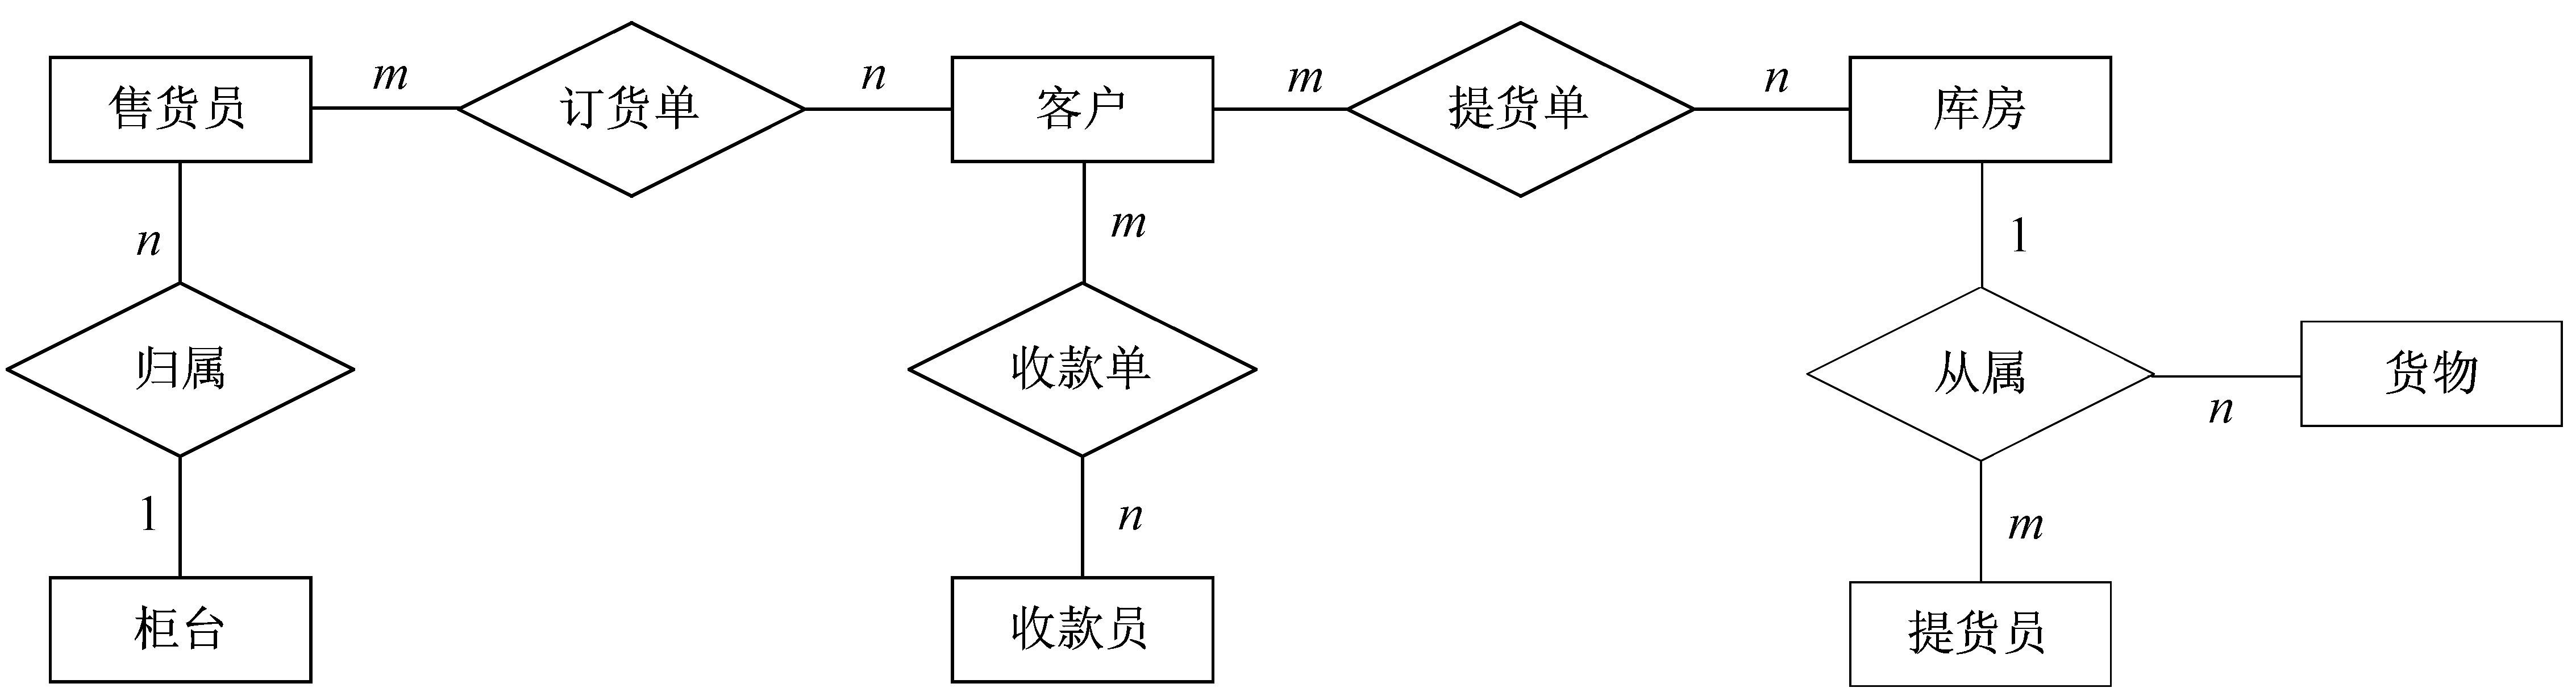 售货员 m 订货单 n 客户 m 提货单 n 库房
n m 1
归属 收款单 从属 n 货物
1 n m
柜台 收款员 提货员